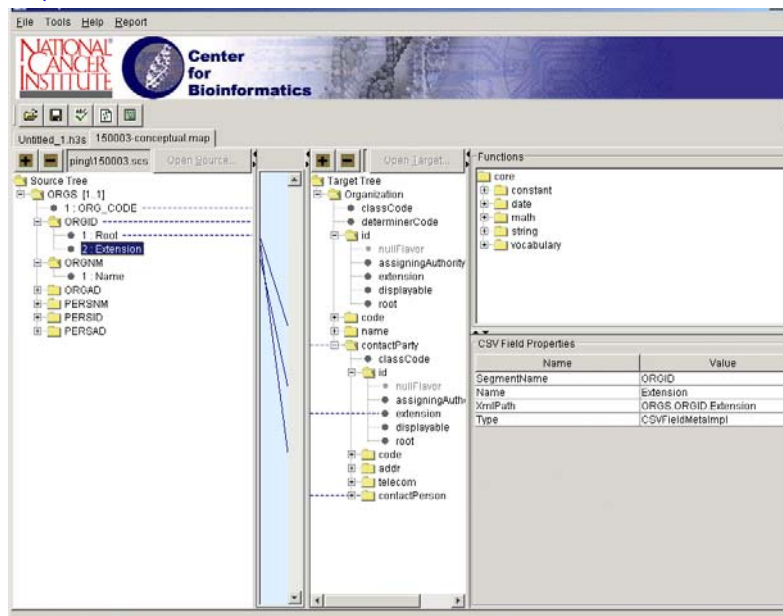 File Tools Help Report
NATIONAL
CANCER
INSTITUTE
Center
for
Bioinformatics
Untitled_1.h3s 150003-conceptual map
ping\150003.scs Open Source...
Source Tree
ORGS [1..1]
1 : ORG_CODE
ORGID
1 : Root
2 : Extension
ORGNM
1 : Name
ORGAD
PERSNM
PERSID
PERSAD
Open Target...
Target Tree
Organization
classCode
determinerCode
id
nullFlavor
assigningAuthority
extension
displayable
root
code
name
contactParty
classCode
id
nullFlavor
assigningAuth
extension
displayable
root
code
addr
telecom
contactPerson
Functions
core
constant
date
math
string
vocabulary
CSV Field Properties
Name Value
SegmentName ORGID
Name Extension
XmlPath ORGS.ORGID.Extension
Type CSVFieldMetaImpl